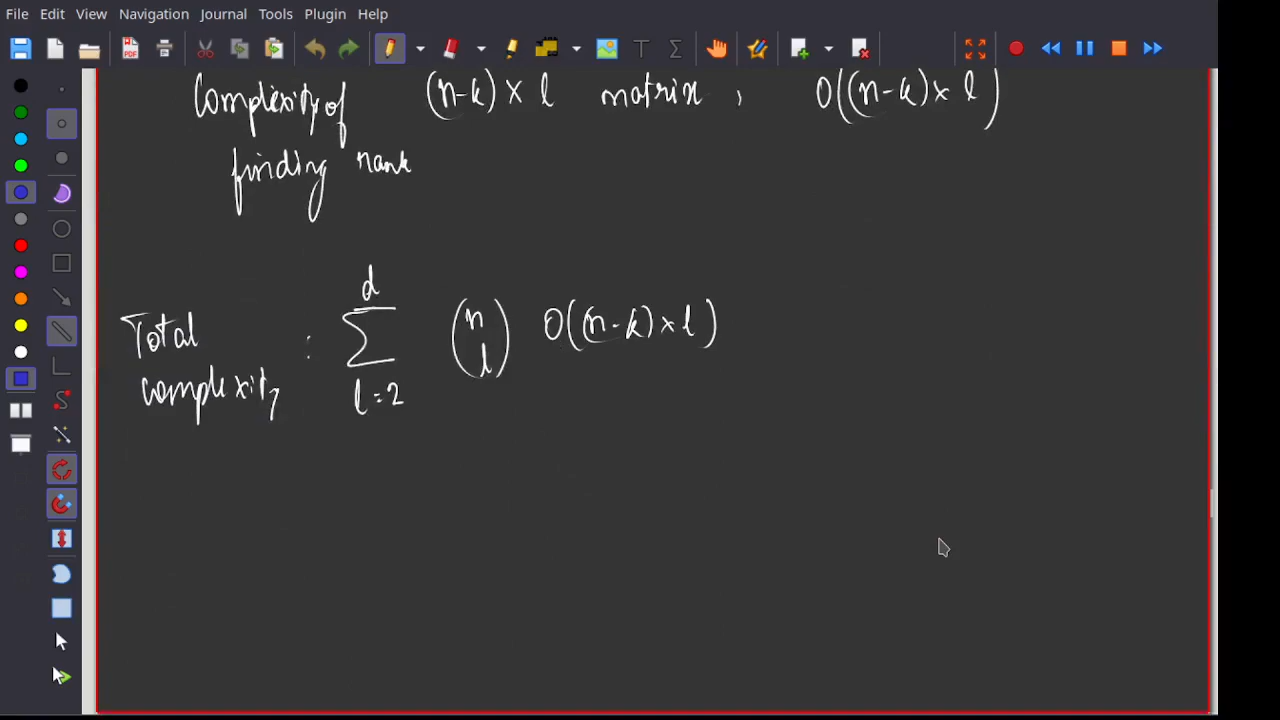 File Edit View Navigation Journal Tools Plugin Help
Complexity of (n-k) × l matrix , O((n-k)× l)
finding rank
d
Total : ∑ (n l) O((n-k)×l)
complexity l=2